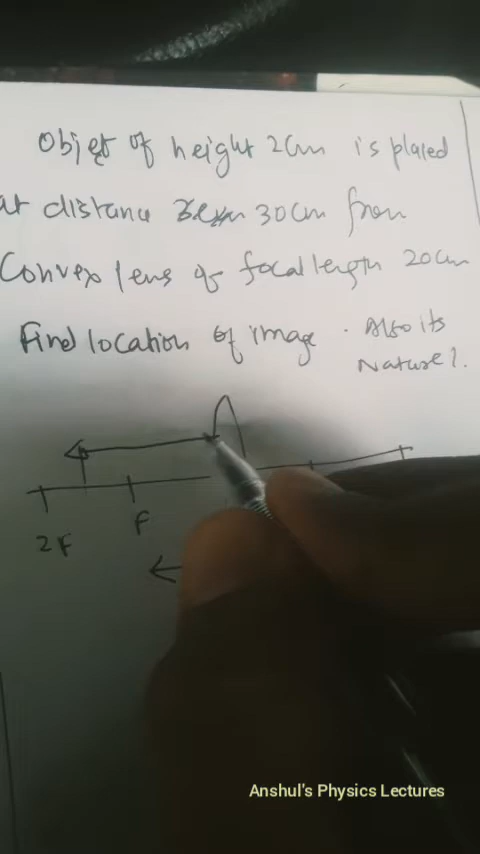 Objet of height 2cm is placed
at distance 30cm from
Convex lens of focal length 20cm
Find location of image. Also its
Nature?.
F
2F
Anshul's Physics Lectures